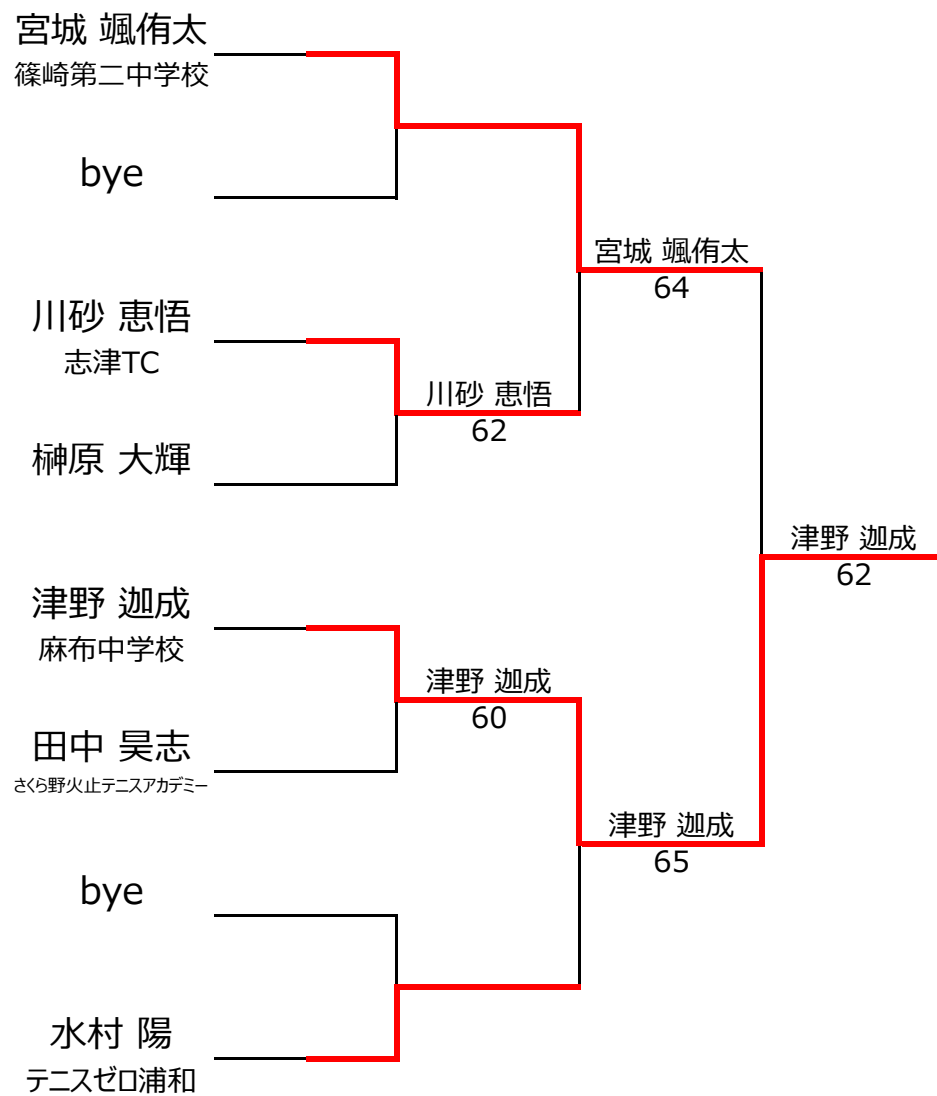 宮城 颯侑太
篠崎第二中学校
bye
宮城 颯侑太
64
川砂 恵悟
志津TC
川砂 恵悟
62
榊原 大輝
津野 迦成
62
津野 迦成
麻布中学校
津野 迦成
60
田中 昊志
さくら野火止テニスアカデミー
津野 迦成
65
bye
水村 陽
テニスゼロ浦和